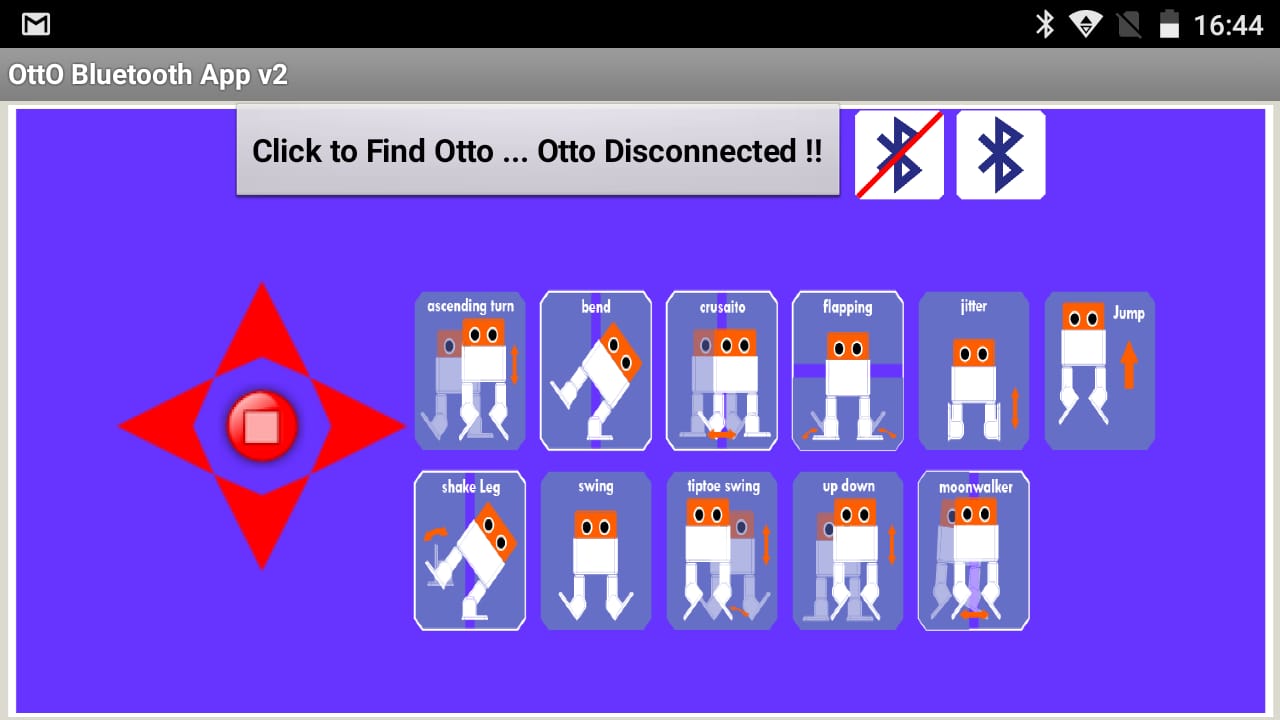 16:44
OttO Bluetooth App v2
Click to Find Otto ... Otto Disconnected !!
ascending turn
bend
crusaito
flapping
jitter
Jump
shake Leg
swing
tiptoe swing
up down
moonwalker